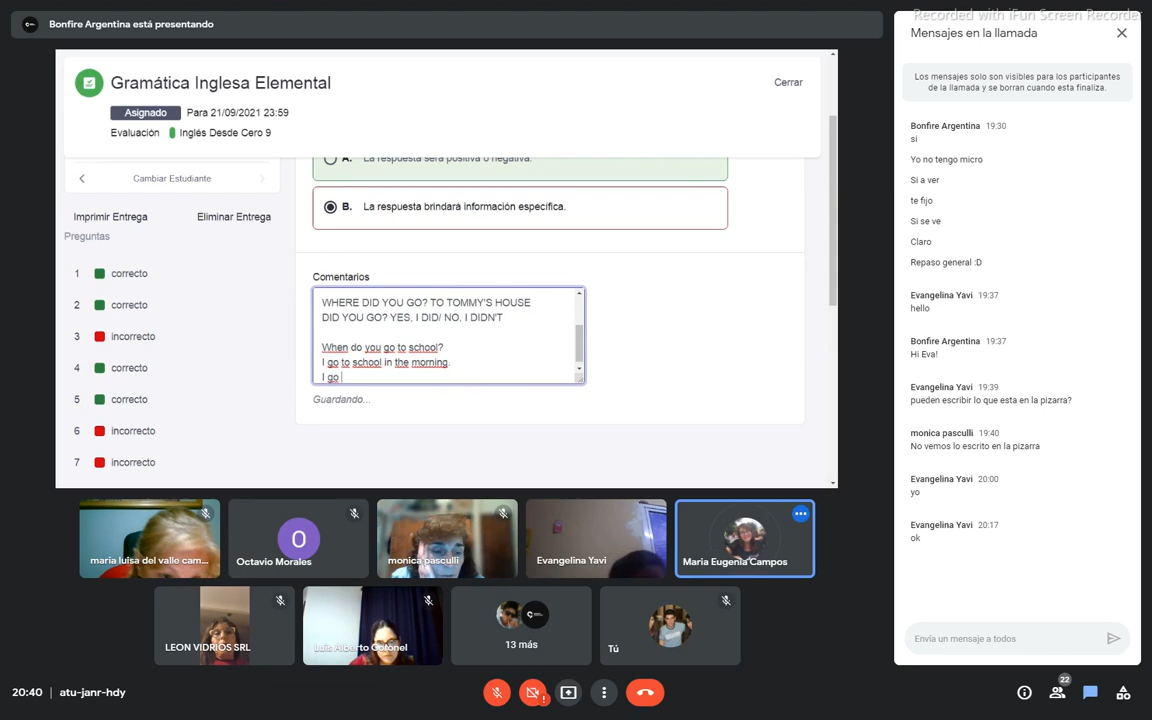 Bonfire Argentina está presentando
Recorded with iFun Screen Recorder
Gramática Inglesa Elemental
Cerrar
Asignado Para 21/09/2021 23:59
Evaluación Inglés Desde Cero 9
Cambiar Estudiante
Imprimir Entrega Eliminar Entrega
Preguntas
1 correcto
2 correcto
3 incorrecto
4 correcto
5 correcto
6 incorrecto
7 incorrecto
A. La respuesta será positiva o negativa.
B. La respuesta brindará información específica.
Comentarios
WHERE DID YOU GO? TO TOMMY'S HOUSE
DID YOU GO? YES, I DID/ NO, I DIDN'T
When do you go to school?
I go to school in the morning.
I go
Guardando...
maria luisa del valle cam...
O
Octavio Morales
monica pasculli
Evangelina Yavi
Maria Eugenia Campos
LEON VIDRIOS SRL
Luis Alberto Coronel
13 más
Tú
20:40 | atu-janr-hdy
22
Mensajes en la llamada
Los mensajes solo son visibles para los participantes
de la llamada y se borran cuando esta finaliza.
Bonfire Argentina 19:30
si
Yo no tengo micro
Si a ver
te fijo
Si se ve
Claro
Repaso general :D
Evangelina Yavi 19:37
hello
Bonfire Argentina 19:37
Hi Eva!
Evangelina Yavi 19:39
pueden escribir lo que esta en la pizarra?
monica pasculli 19:40
No vemos lo escrito en la pizarra
Evangelina Yavi 20:00
yo
Evangelina Yavi 20:17
ok
Envía un mensaje a todos